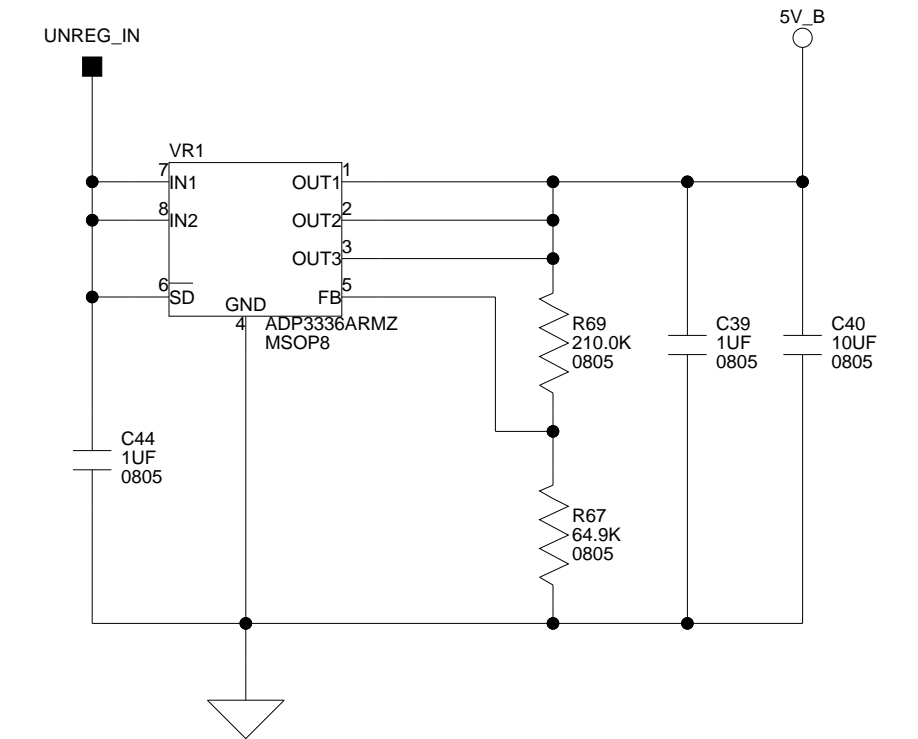 5V_B
UNREG_IN
VR1
7
IN1
OUT1
1
8
IN2
OUT2
2
OUT3
3
6
SD
GND
FB
5
4
ADP3336ARMZ
MSOP8
R69
210.0K
0805
C39
1UF
0805
C40
10UF
0805
C44
1UF
0805
R67
64.9K
0805